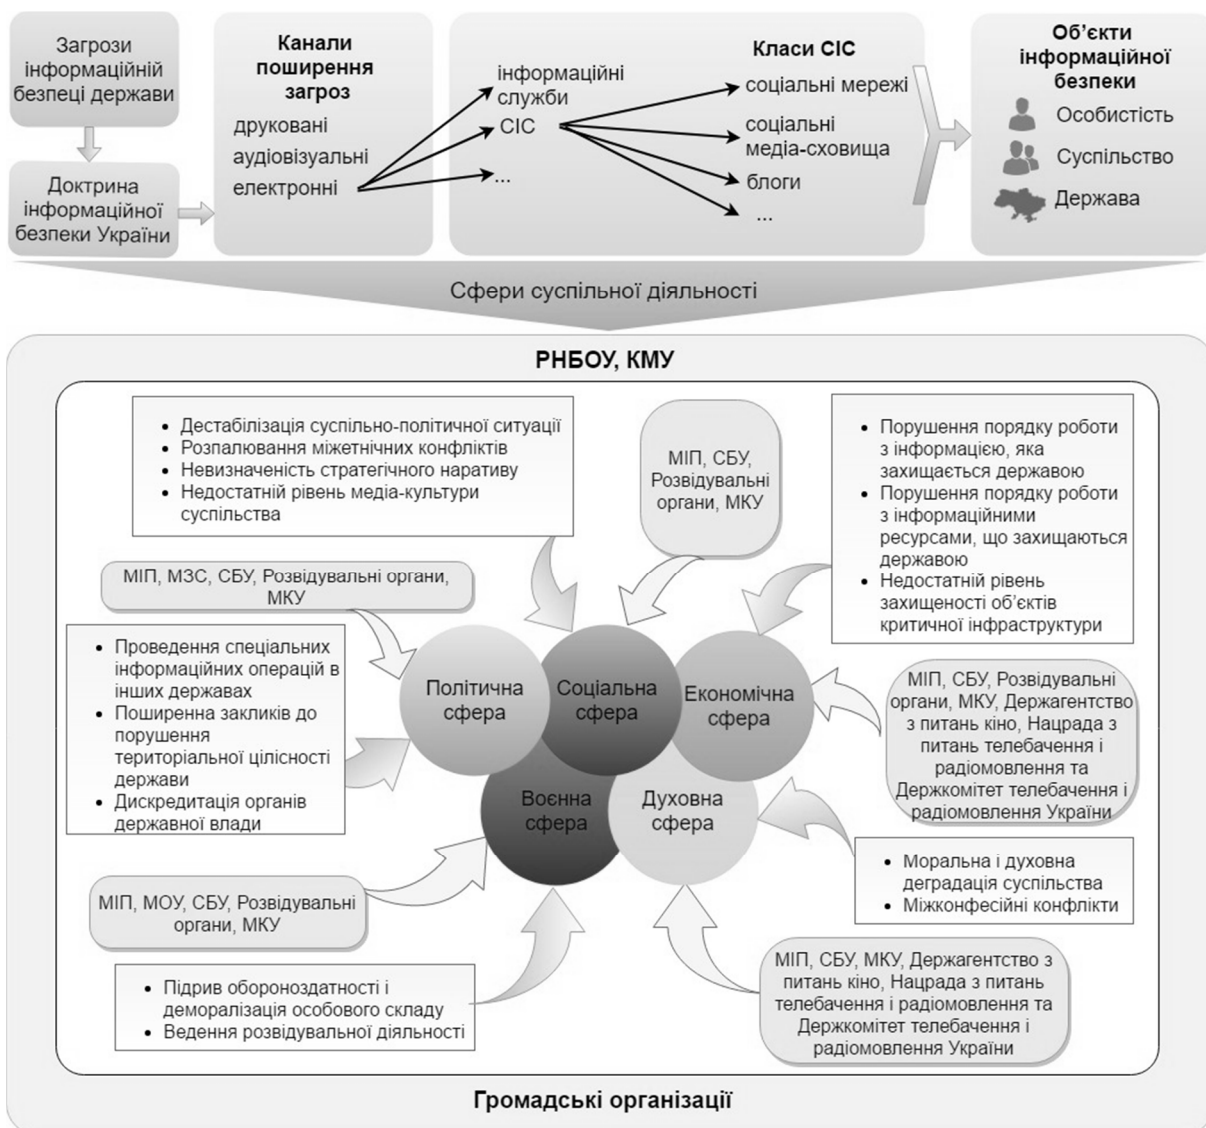 Загрози
інформаційній
безпеці держави
Доктрина
інформаційної
безпеки України
Канали
поширення
загроз
друковані
аудіовізуальні
електронні
інформаційні
служби
СІС
...
Класи СІС
соціальні мережі
соціальні
медіа-сховища
блоги
...
Об’єкти
інформаційної
безпеки
Особистість
Суспільство
Держава
Сфери суспільної діяльності
РНБОУ, КМУ
• Дестабілізація суспільно-політичної ситуації
• Розпалювання міжетнічних конфліктів
• Невизначеність стратегічного наративу
• Недостатній рівень медіа-культури
суспільства
МІП, СБУ,
Розвідувальні
органи, МКУ
• Порушення порядку роботи
з інформацією, яка
захищається державою
• Порушення порядку роботи
з інформаційними
ресурсами, що захищаються
державою
• Недостатній рівень
захищеності об’єктів
критичної інфраструктури
МІП, МЗС, СБУ, Розвідувальні органи,
МКУ
• Проведення спеціальних
інформаційних операцій в
інших державах
• Поширенна закликів до
порушення
територіальної цілісності
держави
• Дискредитація органів
державної влади
Політична
сфера
Соціальна
сфера
Економічна
сфера
Воєнна
сфера
Духовна
сфера
МІП, СБУ, Розвідувальні
органи, МКУ, Держагентство
з питань кіно, Нацрада з
питань телебачення і
радіомовлення та
Держкомітет телебачення і
радіомовлення України
• Моральна і духовна
деградація суспільства
• Міжконфесійні конфлікти
МІП, МОУ, СБУ, Розвідувальні
органи, МКУ
• Підрив обороноздатності і
деморалізація особового складу
• Ведення розвідувальної діяльності
МІП, СБУ, МКУ, Держагентство з
питань кіно, Нацрада з питань
телебачення і радіомовлення та
Держкомітет телебачення і
радіомовлення України
Громадські організації